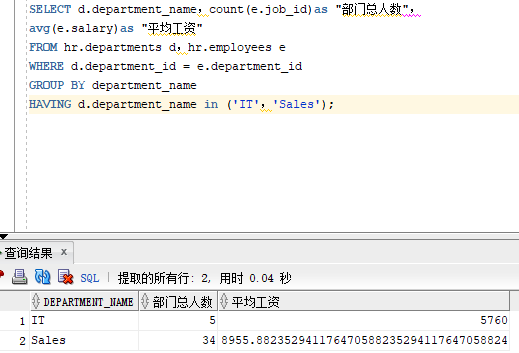 SELECT d.department_name，count(e.job_id)as "部门总人数"，
avg(e.salary)as "平均工资"
FROM hr.departments d，hr.employees e
WHERE d.department_id = e.department_id
GROUP BY department_name
HAVING d.department_name in ('IT'，'Sales');
查询结果 x
SQL | 提取的所有行: 2, 用时 0.04 秒
DEPARTMENT_NAME 部门总人数 平均工资
1 IT 5 5760
2 Sales 34 8955.88235294117647058823529411764705882​4